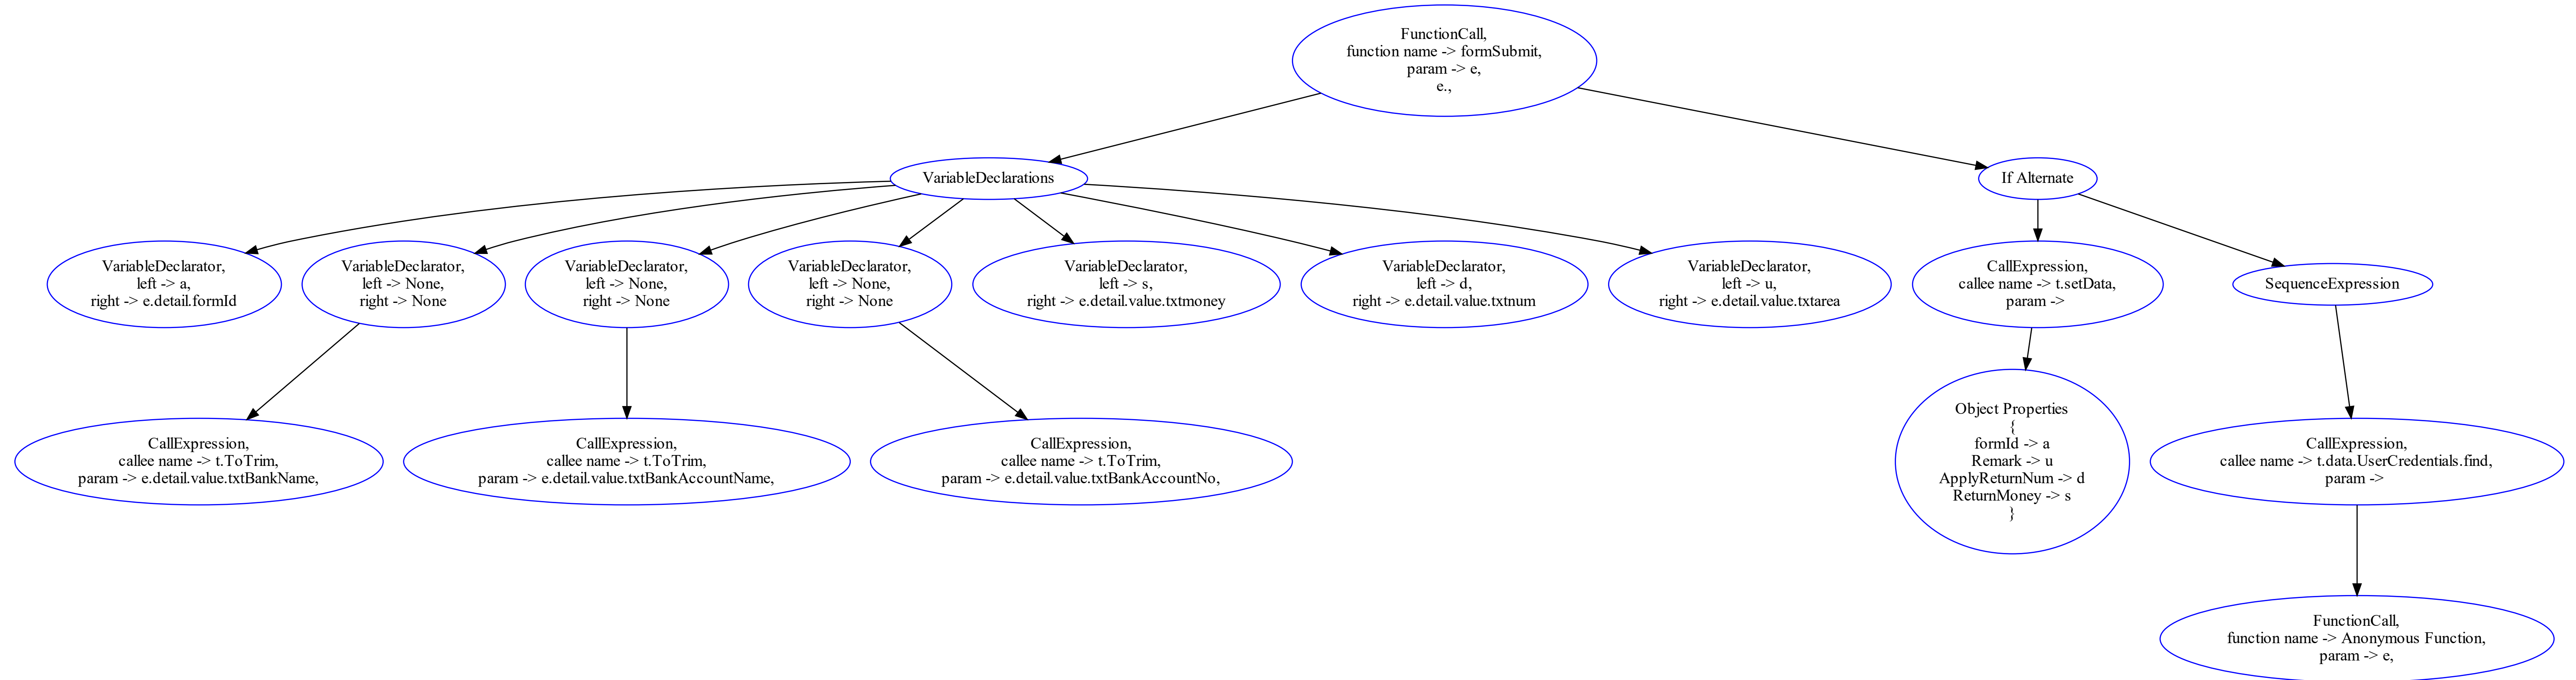 FunctionCall,
function name -> formSubmit,
param -> e,
e.,
VariableDeclarations
If Alternate
VariableDeclarator,
left -> a,
right -> e.detail.formId
VariableDeclarator,
left -> None,
right -> None
VariableDeclarator,
left -> None,
right -> None
VariableDeclarator,
left -> None,
right -> None
VariableDeclarator,
left -> s,
right -> e.detail.value.txtmoney
VariableDeclarator,
left -> d,
right -> e.detail.value.txtnum
VariableDeclarator,
left -> u,
right -> e.detail.value.txtarea
CallExpression,
callee name -> t.setData,
param ->
SequenceExpression
CallExpression,
callee name -> t.ToTrim,
param -> e.detail.value.txtBankName,
CallExpression,
callee name -> t.ToTrim,
param -> e.detail.value.txtBankAccountName,
CallExpression,
callee name -> t.ToTrim,
param -> e.detail.value.txtBankAccountNo,
Object Properties
{
formId -> a
Remark -> u
ApplyReturnNum -> d
ReturnMoney -> s
}
CallExpression,
callee name -> t.data.UserCredentials.find,
param ->
FunctionCall,
function name -> Anonymous Function,
param -> e,